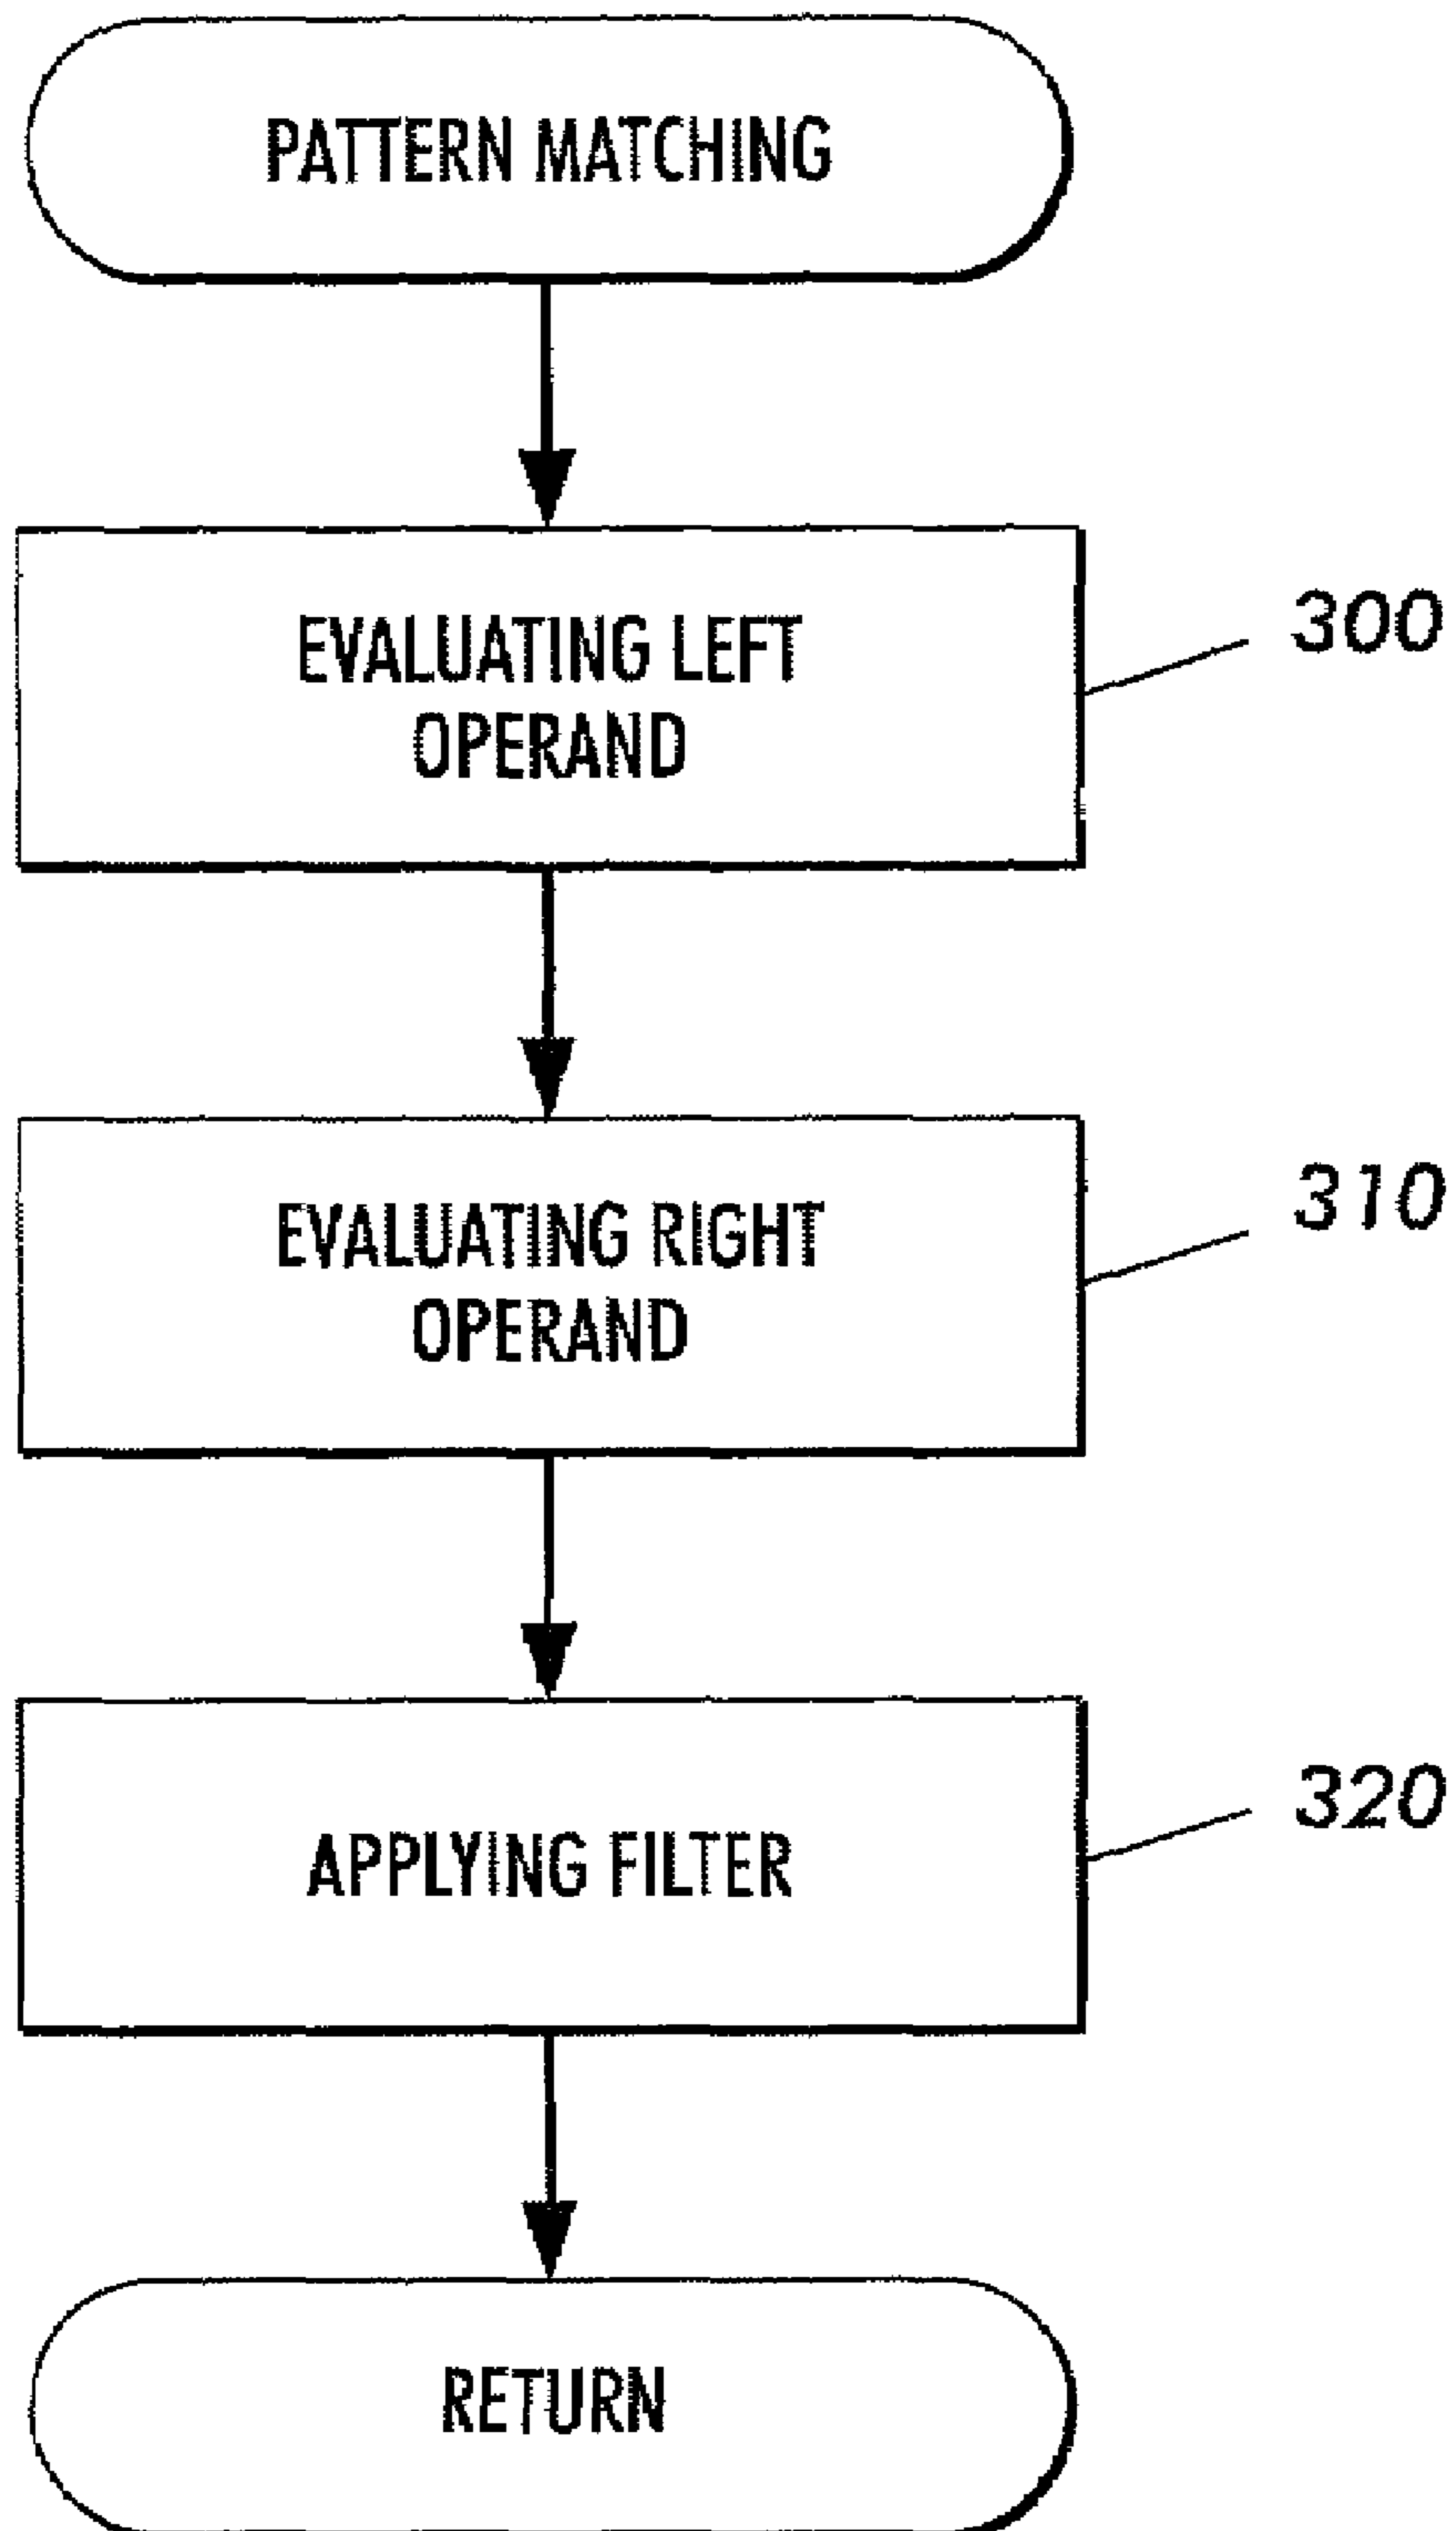 PATTERN MATCHING
EVALUATING LEFT
OPERAND
300
EVALUATING RIGHT
OPERAND
310
APPLYING FILTER
320
RETURN